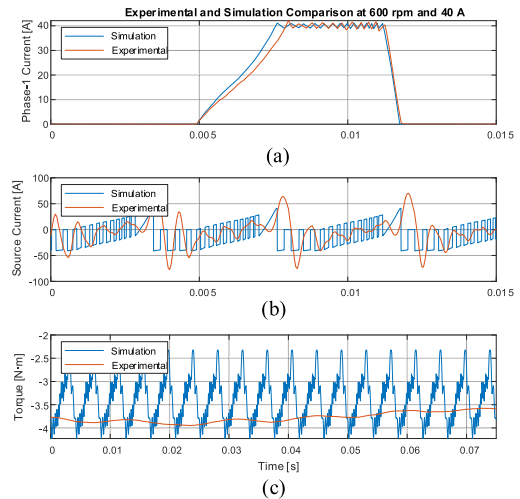 Experimental and Simulation Comparison at 600 rpm and 40 A
Phase-1 Current [A]
40
30
20
10
0
Simulation
Experimental
0
0.005
0.01
0.015
(a)
Source Current [A]
100
50
0
-50
-100
Simulation
Experimental
0
0.005
0.01
0.015
(b)
Torque [N·m]
-2
-2.5
-3
-3.5
-4
Simulation
Experimental
0
0.01
0.02
0.03
0.04
0.05
0.06
0.07
Time [s]
(c)